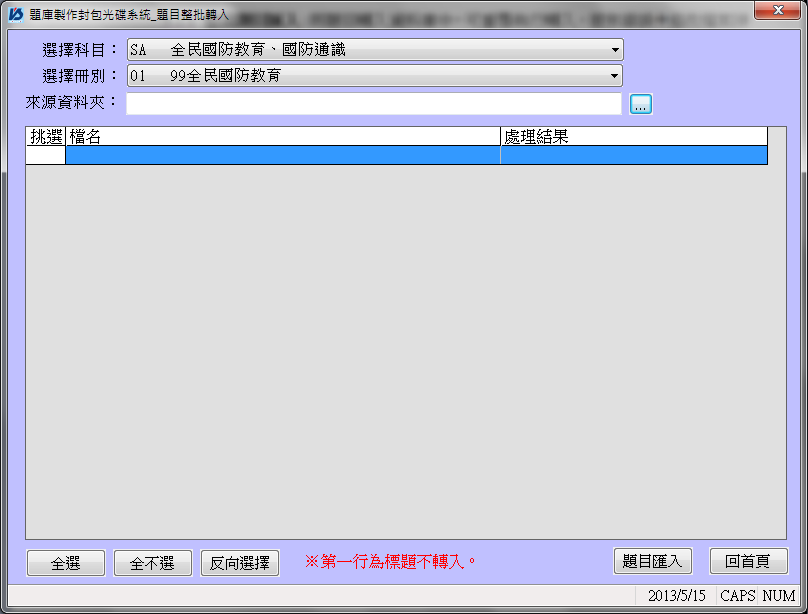 題庫製作封包光碟系統_題目整批轉入
選擇科目： SA 全民國防教育、國防通識
選擇冊別： 01 99全民國防教育
來源資料夾： ...
挑選 檔名 處理結果
全選 全不選 反向選擇 ※第一行為標題不轉入。 題目匯入 回首頁
2013/5/15 CAPS NUM